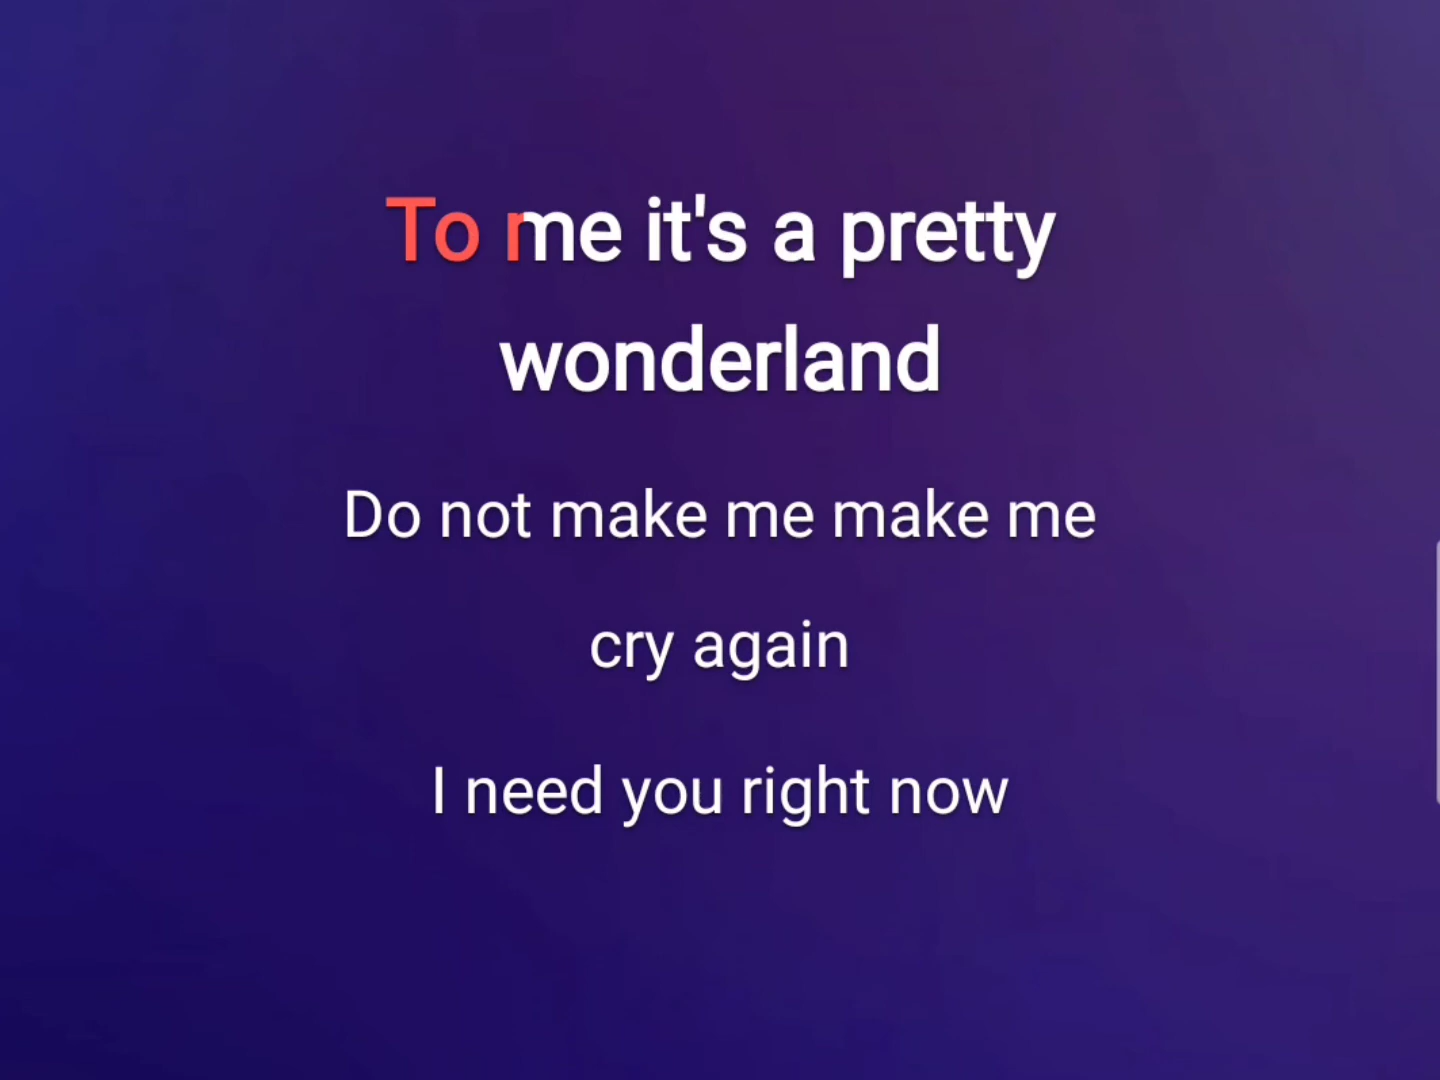 To me it's a pretty
wonderland
Do not make me make me
cry again
I need you right now